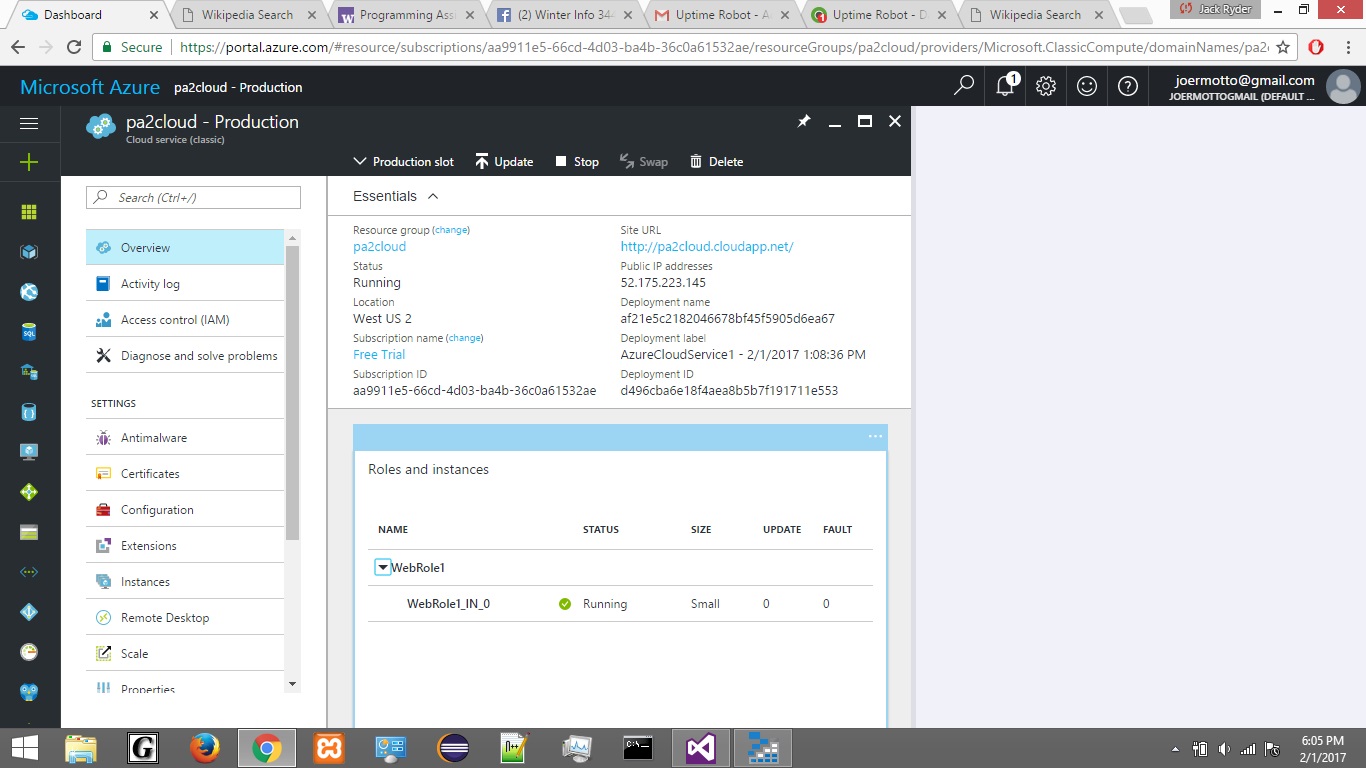 Dashboard
Wikipedia Search
Programming Ass
(2) Winter Info 34
Uptime Robot - A
Uptime Robot - D
Wikipedia Search
Jack Ryder
Secure
https://portal.azure.com/#resource/subscriptions/aa9911e5-66cd-4d03-ba4b-36c0a61532ae/resourceGroups/pa2cloud/providers/Microsoft.ClassicCompute/domainNames/pa2
Microsoft Azure pa2cloud - Production
1
joermotto@gmail.com
JOERMOTTOGMAIL (DEFAULT ...
pa2cloud - Production
Cloud service (classic)
Production slot Update Stop Swap Delete
Search (Ctrl+/)
Overview
Activity log
Access control (IAM)
Diagnose and solve problems
SETTINGS
Antimalware
Certificates
Configuration
Extensions
Instances
Remote Desktop
Scale
Properties
Essentials
Resource group (change)
pa2cloud
Status
Running
Location
West US 2
Subscription name (change)
Free Trial
Subscription ID
aa9911e5-66cd-4d03-ba4b-36c0a61532ae
Site URL
http://pa2cloud.cloudapp.net/
Public IP addresses
52.175.223.145
Deployment name
af21e5c2182046678bf45f5905d6ea67
Deployment label
AzureCloudService1 - 2/1/2017 1:08:36 PM
Deployment ID
d496cba6e18f4aea8b5b7f191711e553
...
Roles and instances
NAME STATUS SIZE UPDATE FAULT
WebRole1
WebRole1_IN_0 Running Small 0 0
6:05 PM
2/1/2017